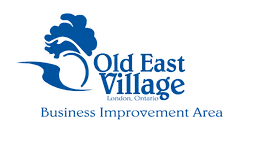 Old East
Village
London, Ontario
Business Improvement Area